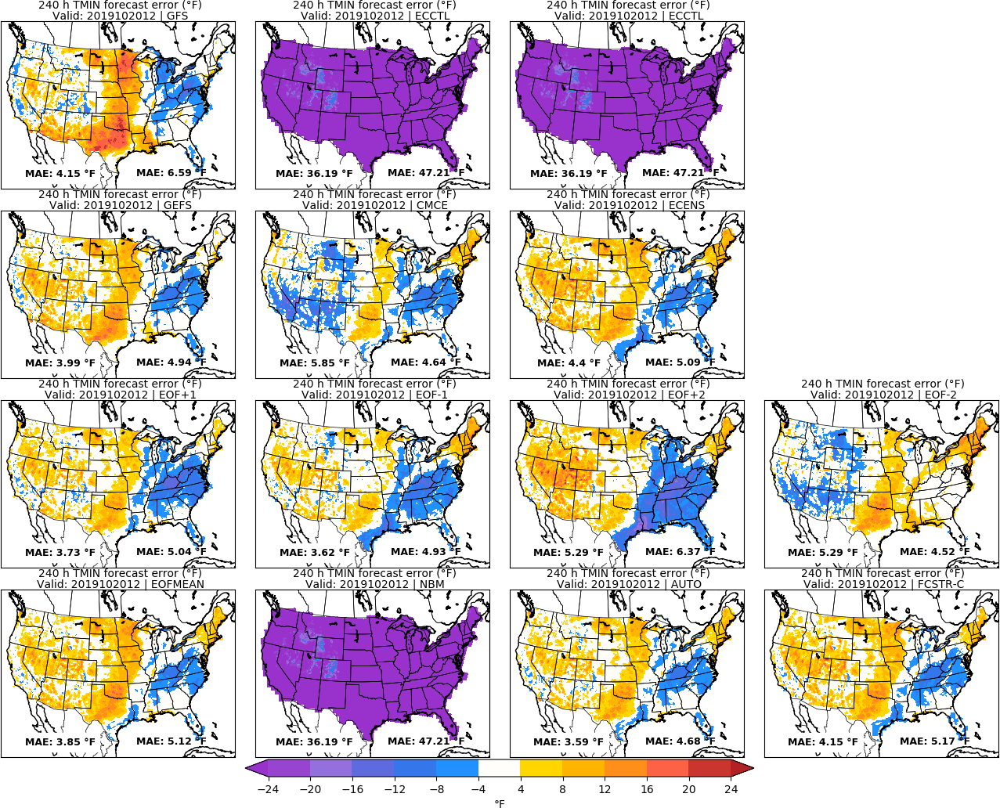 240 h TMIN forecast error (°F)
Valid: 2019102012 | GFS
MAE: 4.15 °F
MAE: 6.59 °F
240 h TMIN forecast error (°F)
Valid: 2019102012 | ECCTL
MAE: 36.19 °F
MAE: 47.21 °F
240 h TMIN forecast error (°F)
Valid: 2019102012 | ECCTL
MAE: 36.19 °F
MAE: 47.21 °F
240 h TMIN forecast error (°F)
Valid: 2019102012 | GEFS
MAE: 3.99 °F
MAE: 4.94 °F
240 h TMIN forecast error (°F)
Valid: 2019102012 | CMCE
MAE: 5.85 °F
MAE: 4.64 °F
240 h TMIN forecast error (°F)
Valid: 2019102012 | ECENS
MAE: 4.4 °F
MAE: 5.09 °F
240 h TMIN forecast error (°F)
Valid: 2019102012 | EOF+1
MAE: 3.73 °F
MAE: 5.04 °F
240 h TMIN forecast error (°F)
Valid: 2019102012 | EOF-1
MAE: 3.62 °F
MAE: 4.93 °F
240 h TMIN forecast error (°F)
Valid: 2019102012 | EOF+2
MAE: 5.29 °F
MAE: 6.37 °F
240 h TMIN forecast error (°F)
Valid: 2019102012 | EOF-2
MAE: 5.29 °F
MAE: 4.52 °F
240 h TMIN forecast error (°F)
Valid: 2019102012 | EOFMEAN
MAE: 3.85 °F
MAE: 5.12 °F
240 h TMIN forecast error (°F)
Valid: 2019102012 | NBM
MAE: 36.19 °F
MAE: 47.21 °F
240 h TMIN forecast error (°F)
Valid: 2019102012 | AUTO
MAE: 3.59 °F
MAE: 4.68 °F
240 h TMIN forecast error (°F)
Valid: 2019102012 | FCSTR-C
MAE: 4.15 °F
MAE: 5.17 °F
−24 −20 −16 −12 −8 −4 4 8 12 16 20 24
°F